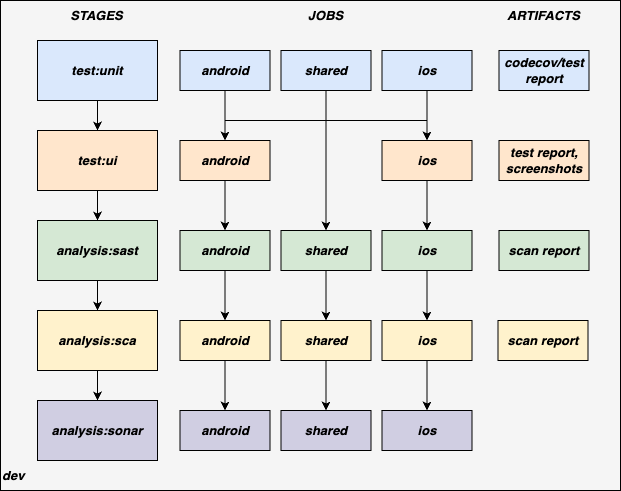 STAGES JOBS ARTIFACTS
test:unit android shared ios codecov/test
report
test:ui android ios test report,
screenshots
analysis:sast android shared ios scan report
analysis:sca android shared ios scan report
analysis:sonar android shared ios
dev